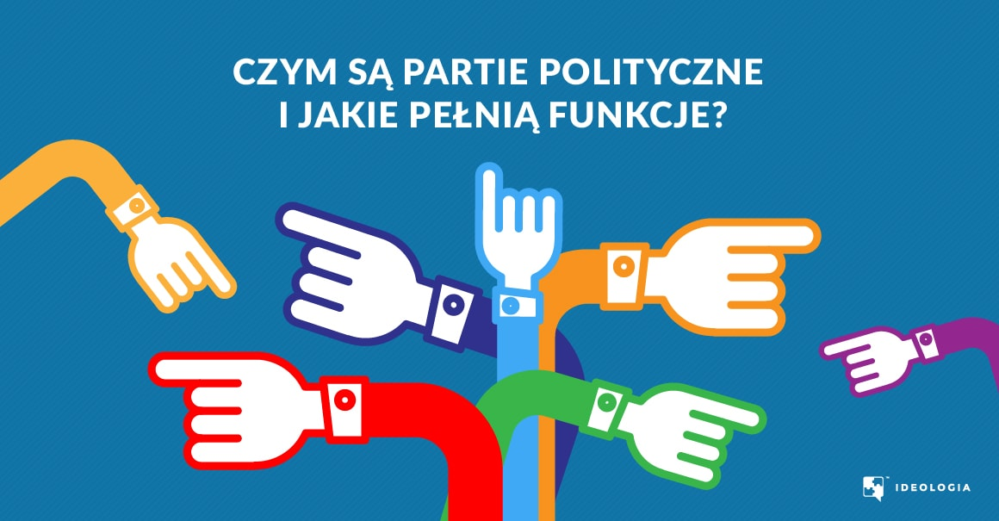 CZYM SĄ PARTIE POLITYCZNE
I JAKIE PEŁNIĄ FUNKCJE?
IDEOLOGIA